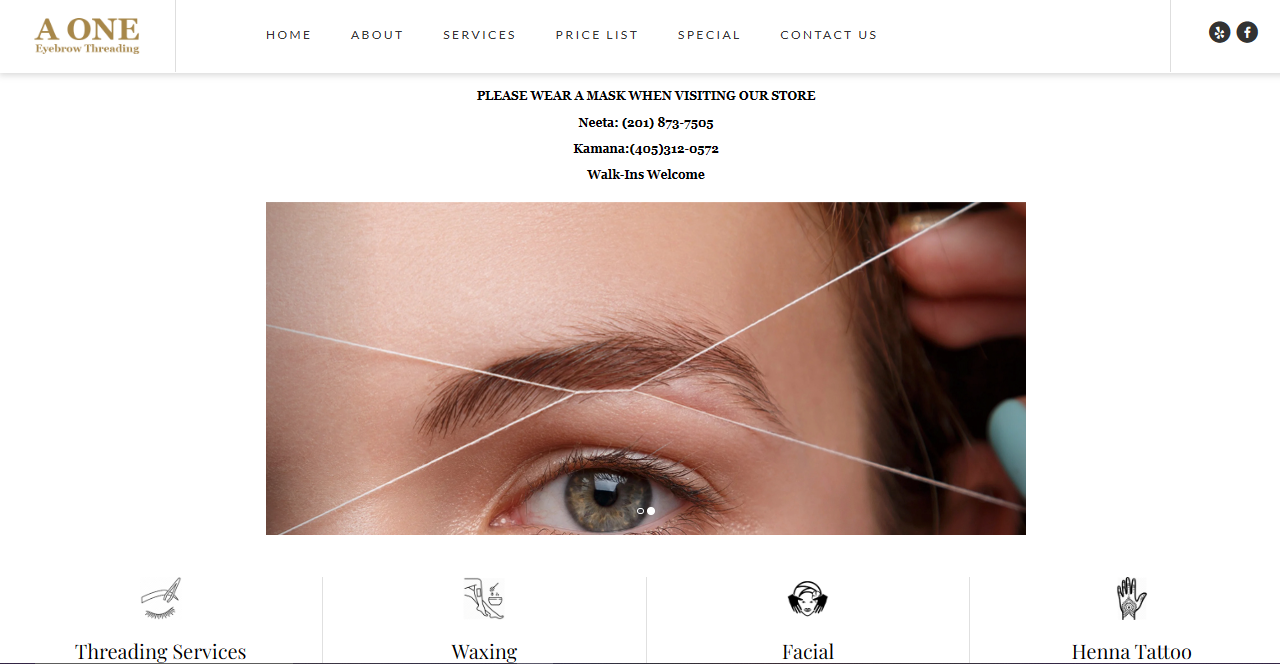 A ONE
Eyebrow Threading
HOME ABOUT SERVICES PRICE LIST SPECIAL CONTACT US
PLEASE WEAR A MASK WHEN VISITING OUR STORE
Neeta: (201) 873-7505
Kamana:(405)312-0572
Walk-Ins Welcome
Threading Services Waxing Facial Henna Tattoo